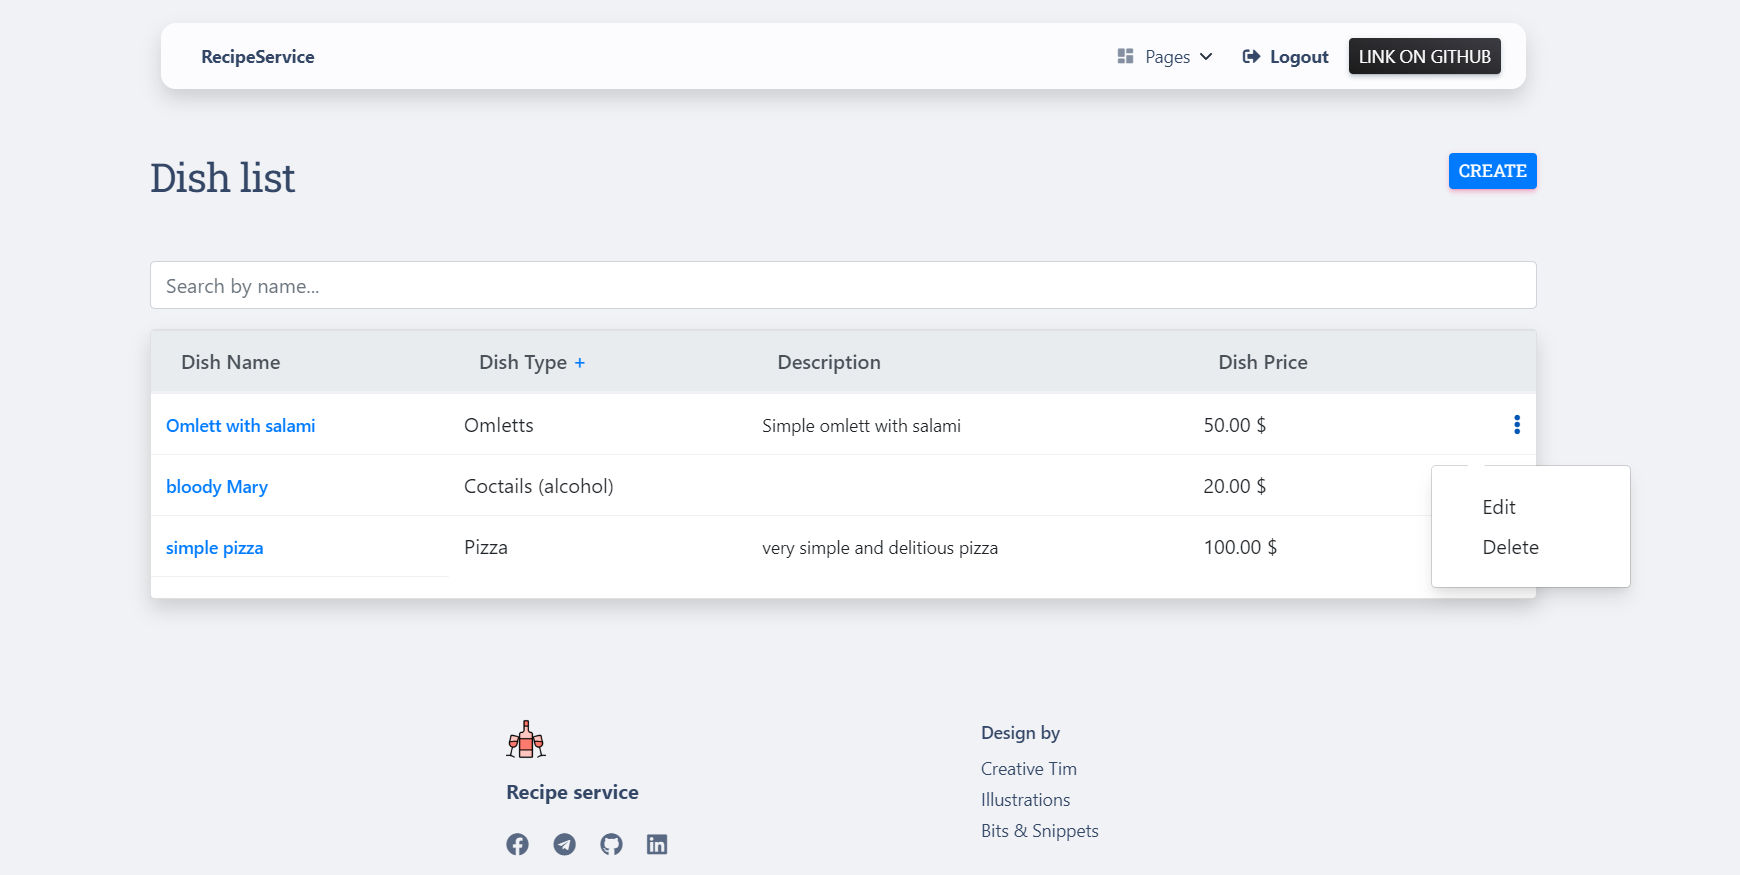 RecipeService Pages Logout LINK ON GITHUB
Dish list CREATE
Search by name...
Dish Name Dish Type + Description Dish Price
Omlett with salami Omletts Simple omlett with salami 50.00 $
bloody Mary Coctails (alcohol) 20.00 $
Edit
simple pizza Pizza very simple and delitious pizza 100.00 $
Delete
Recipe service
Design by
Creative Tim
Illustrations
Bits & Snippets